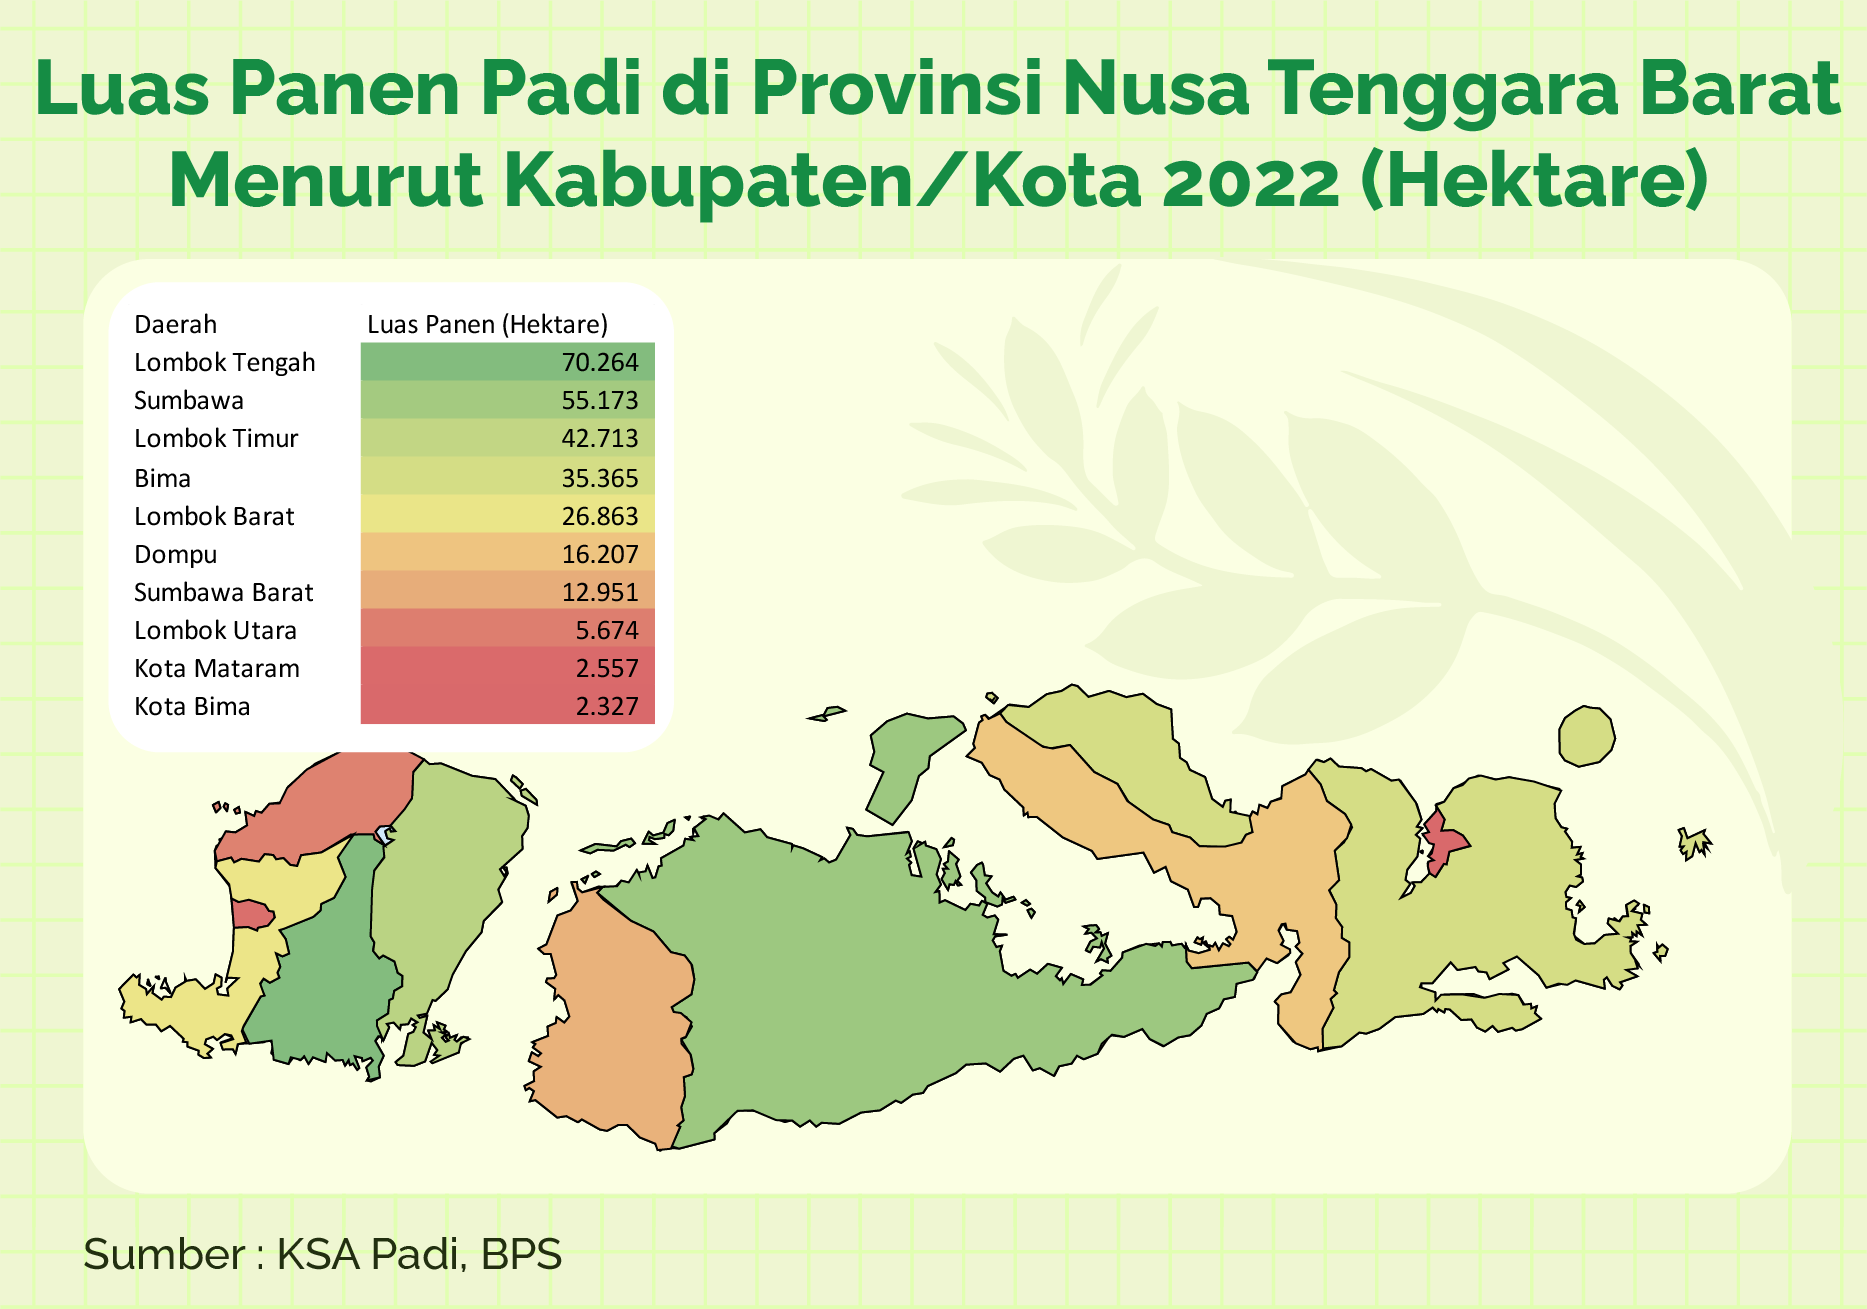 Luas Panen Padi di Provinsi Nusa Tenggara Barat
Menurut Kabupaten/Kota 2022 (Hektare)
Daerah Luas Panen (Hektare)
Lombok Tengah 70.264
Sumbawa 55.173
Lombok Timur 42.713
Bima 35.365
Lombok Barat 26.863
Dompu 16.207
Sumbawa Barat 12.951
Lombok Utara 5.674
Kota Mataram 2.557
Kota Bima 2.327
Sumber : KSA Padi, BPS